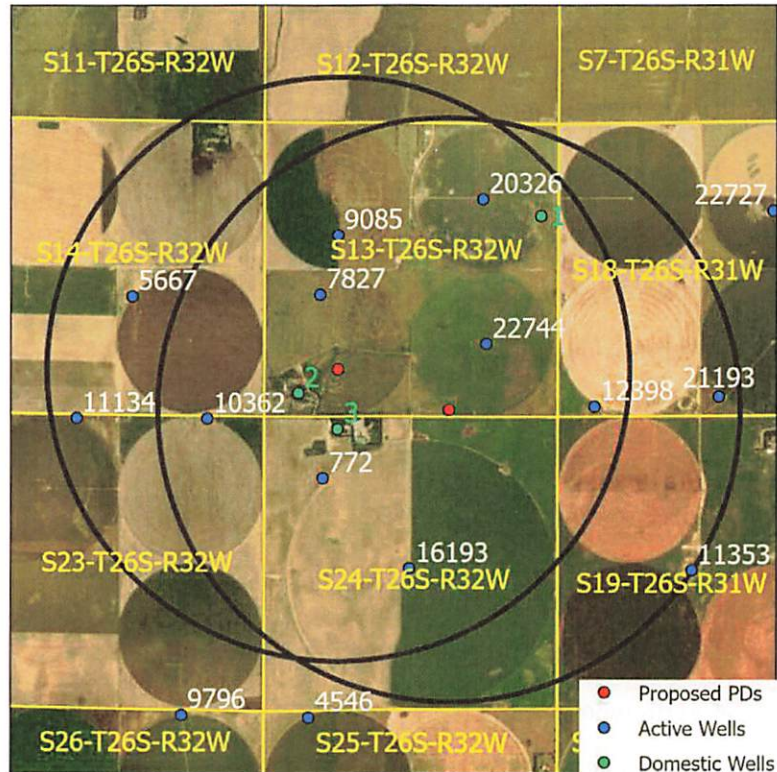 S11-T26S-R32W
S12-T26S-R32W
S7-T26S-R31W
20326
22727
1
9085
S14-T26S-R32W
S13-T26S-R32W
S18-T26S-R31W
5667
7827
22744
2
11134
10362
3
12398
21193
772
16193
S23-T26S-R32W
S24-T26S-R32W
S19-T26S-R31W
11353
9796
4546
S26-T26S-R32W
S25-T26S-R32W
S
Proposed PDs
Active Wells
Domestic Wells